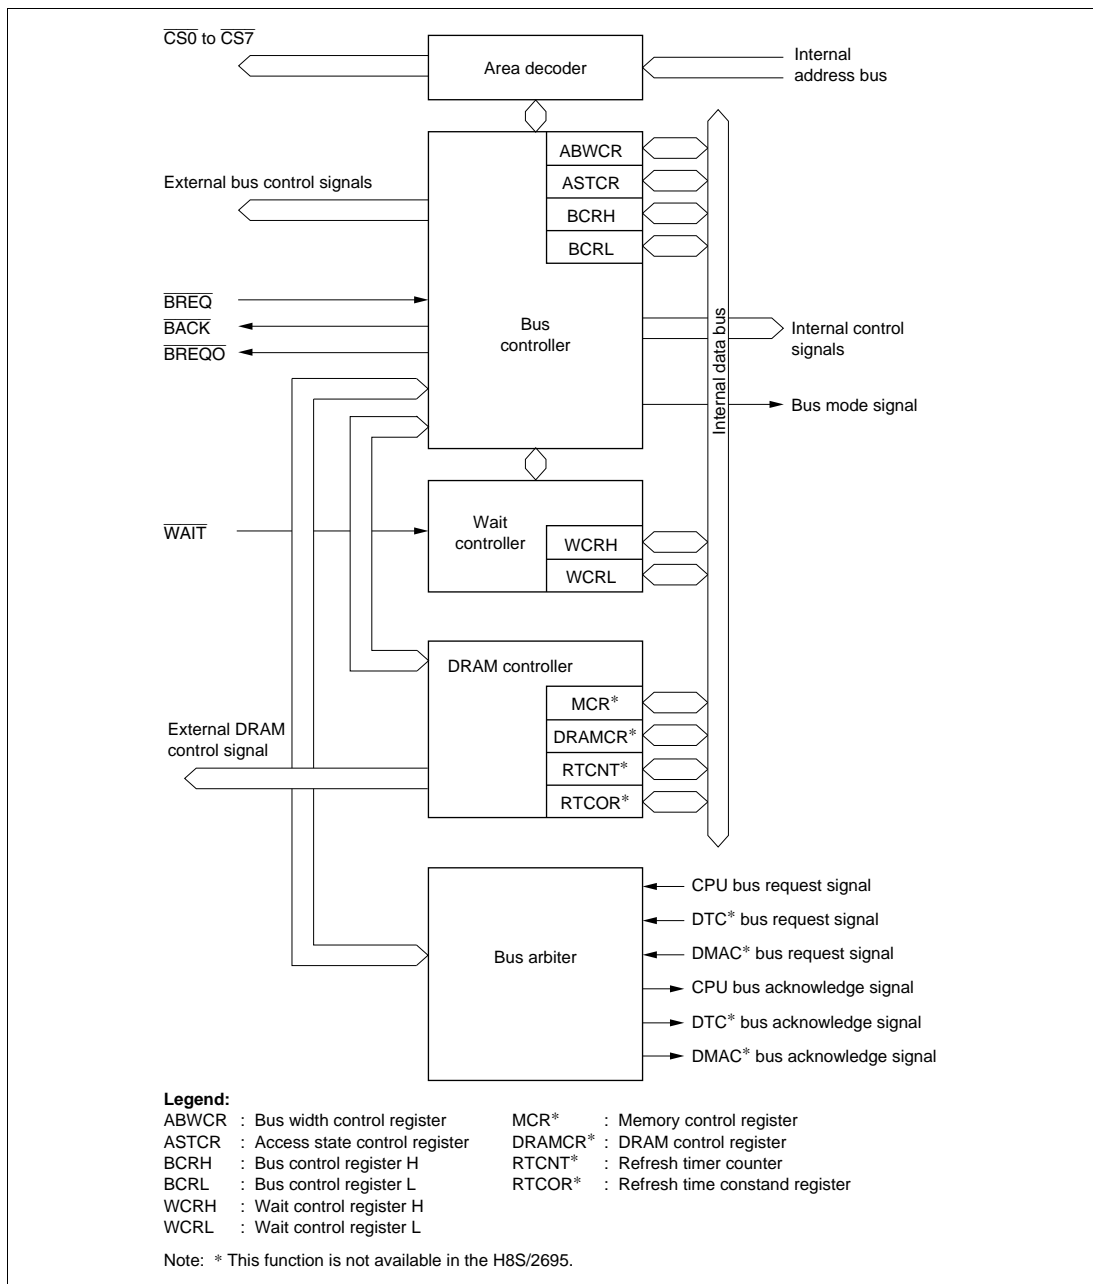 CS0 to CS7
Area decoder
Internal
address bus
ABWCR
ASTCR
BCRH
BCRL
External bus control signals
BREQ
BACK
BREQO
Bus
controller
Internal data bus
Internal control
signals
Bus mode signal
WAIT
Wait
controller
WCRH
WCRL
DRAM controller
MCR*
DRAMCR*
RTCNT*
RTCOR*
External DRAM
control signal
Bus arbiter
CPU bus request signal
DTC* bus request signal
DMAC* bus request signal
CPU bus acknowledge signal
DTC* bus acknowledge signal
DMAC* bus acknowledge signal
Legend:
ABWCR : Bus width control register
ASTCR : Access state control register
BCRH : Bus control register H
BCRL : Bus control register L
WCRH : Wait control register H
WCRL : Wait control register L
MCR* : Memory control register
DRAMCR* : DRAM control register
RTCNT* : Refresh timer counter
RTCOR* : Refresh time constand register
Note: * This function is not available in the H8S/2695.